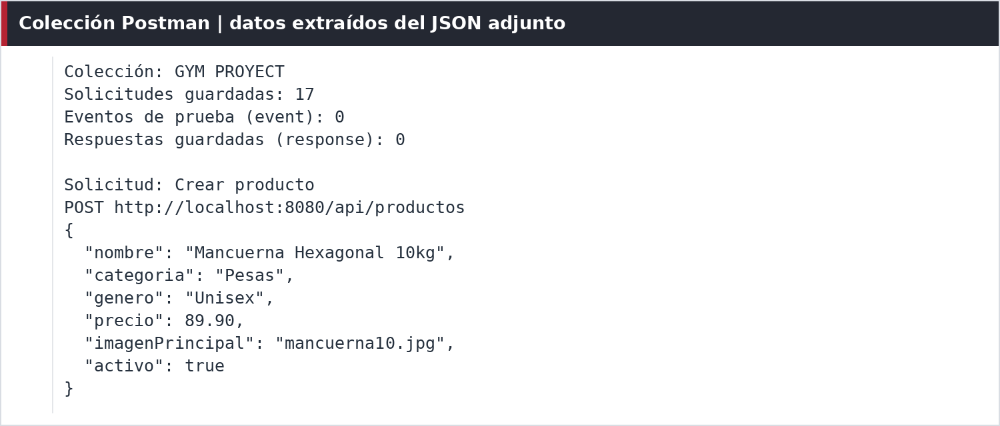 Colección Postman | datos extraídos del JSON adjunto
Colección: GYM PROYECT
Solicitudes guardadas: 17
Eventos de prueba (event): 0
Respuestas guardadas (response): 0
Solicitud: Crear producto
POST http://localhost:8080/api/productos
{
  "nombre": "Mancuerna Hexagonal 10kg",
  "categoria": "Pesas",
  "genero": "Unisex",
  "precio": 89.90,
  "imagenPrincipal": "mancuerna10.jpg",
  "activo": true
}